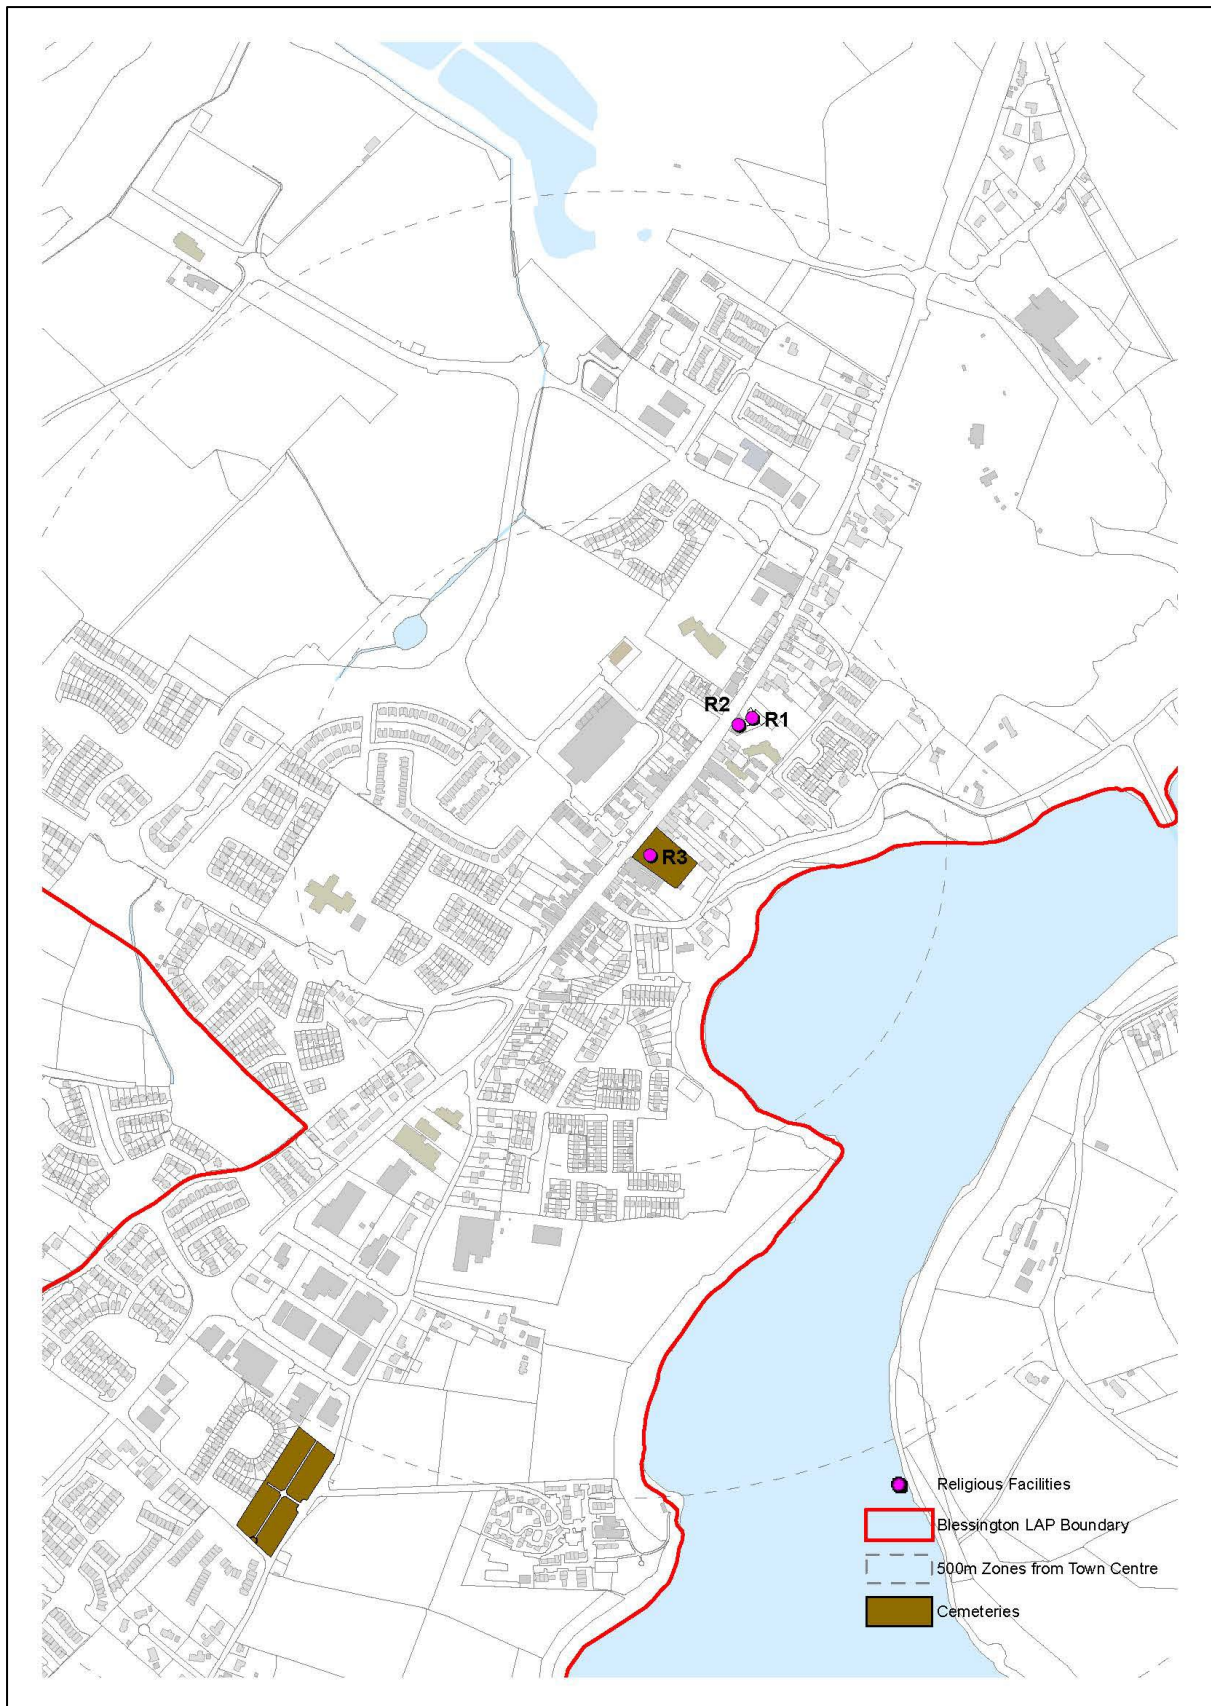 R2
R1
R3
Religious Facilities
Blessington LAP Boundary
500m Zones from Town Centre
Cemeteries